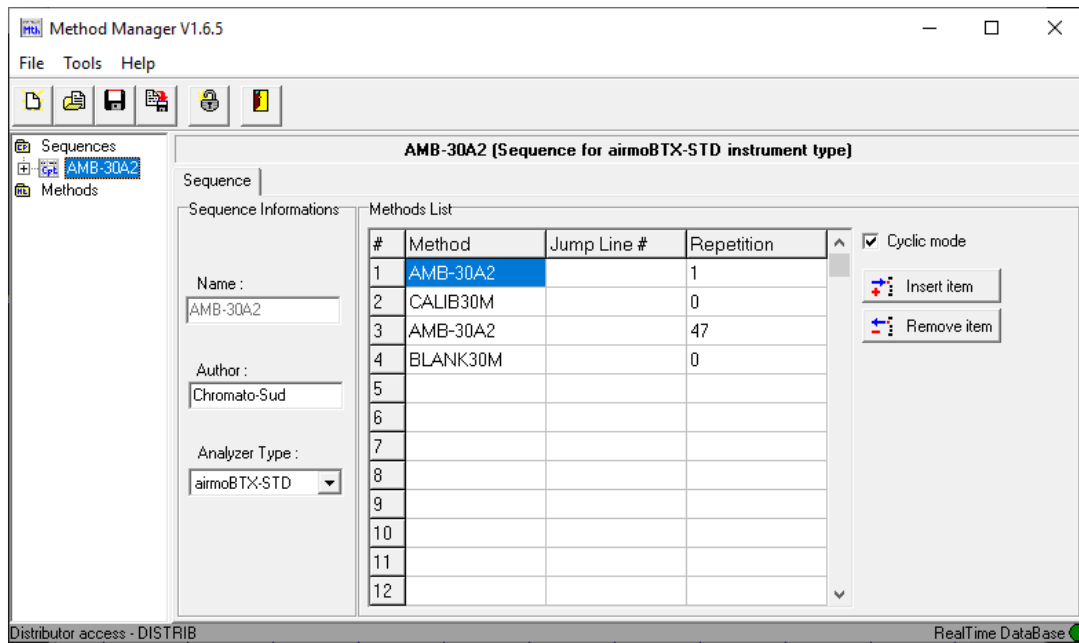 Mth Method Manager V1.6.5
File Tools Help
Sequences
AMB-30A2
Methods
AMB-30A2 (Sequence for airmoBTX-STD instrument type)
Sequence
Sequence Informations
Name :
AMB-30A2
Author :
Chromato-Sud
Analyzer Type :
airmoBTX-STD
Methods List
# Method Jump Line # Repetition
1 AMB-30A2 1
2 CALIB30M 0
3 AMB-30A2 47
4 BLANK30M 0
5
6
7
8
9
10
11
12
Cyclic mode
Insert item
Remove item
Distributor access - DISTRIB
RealTime DataBase